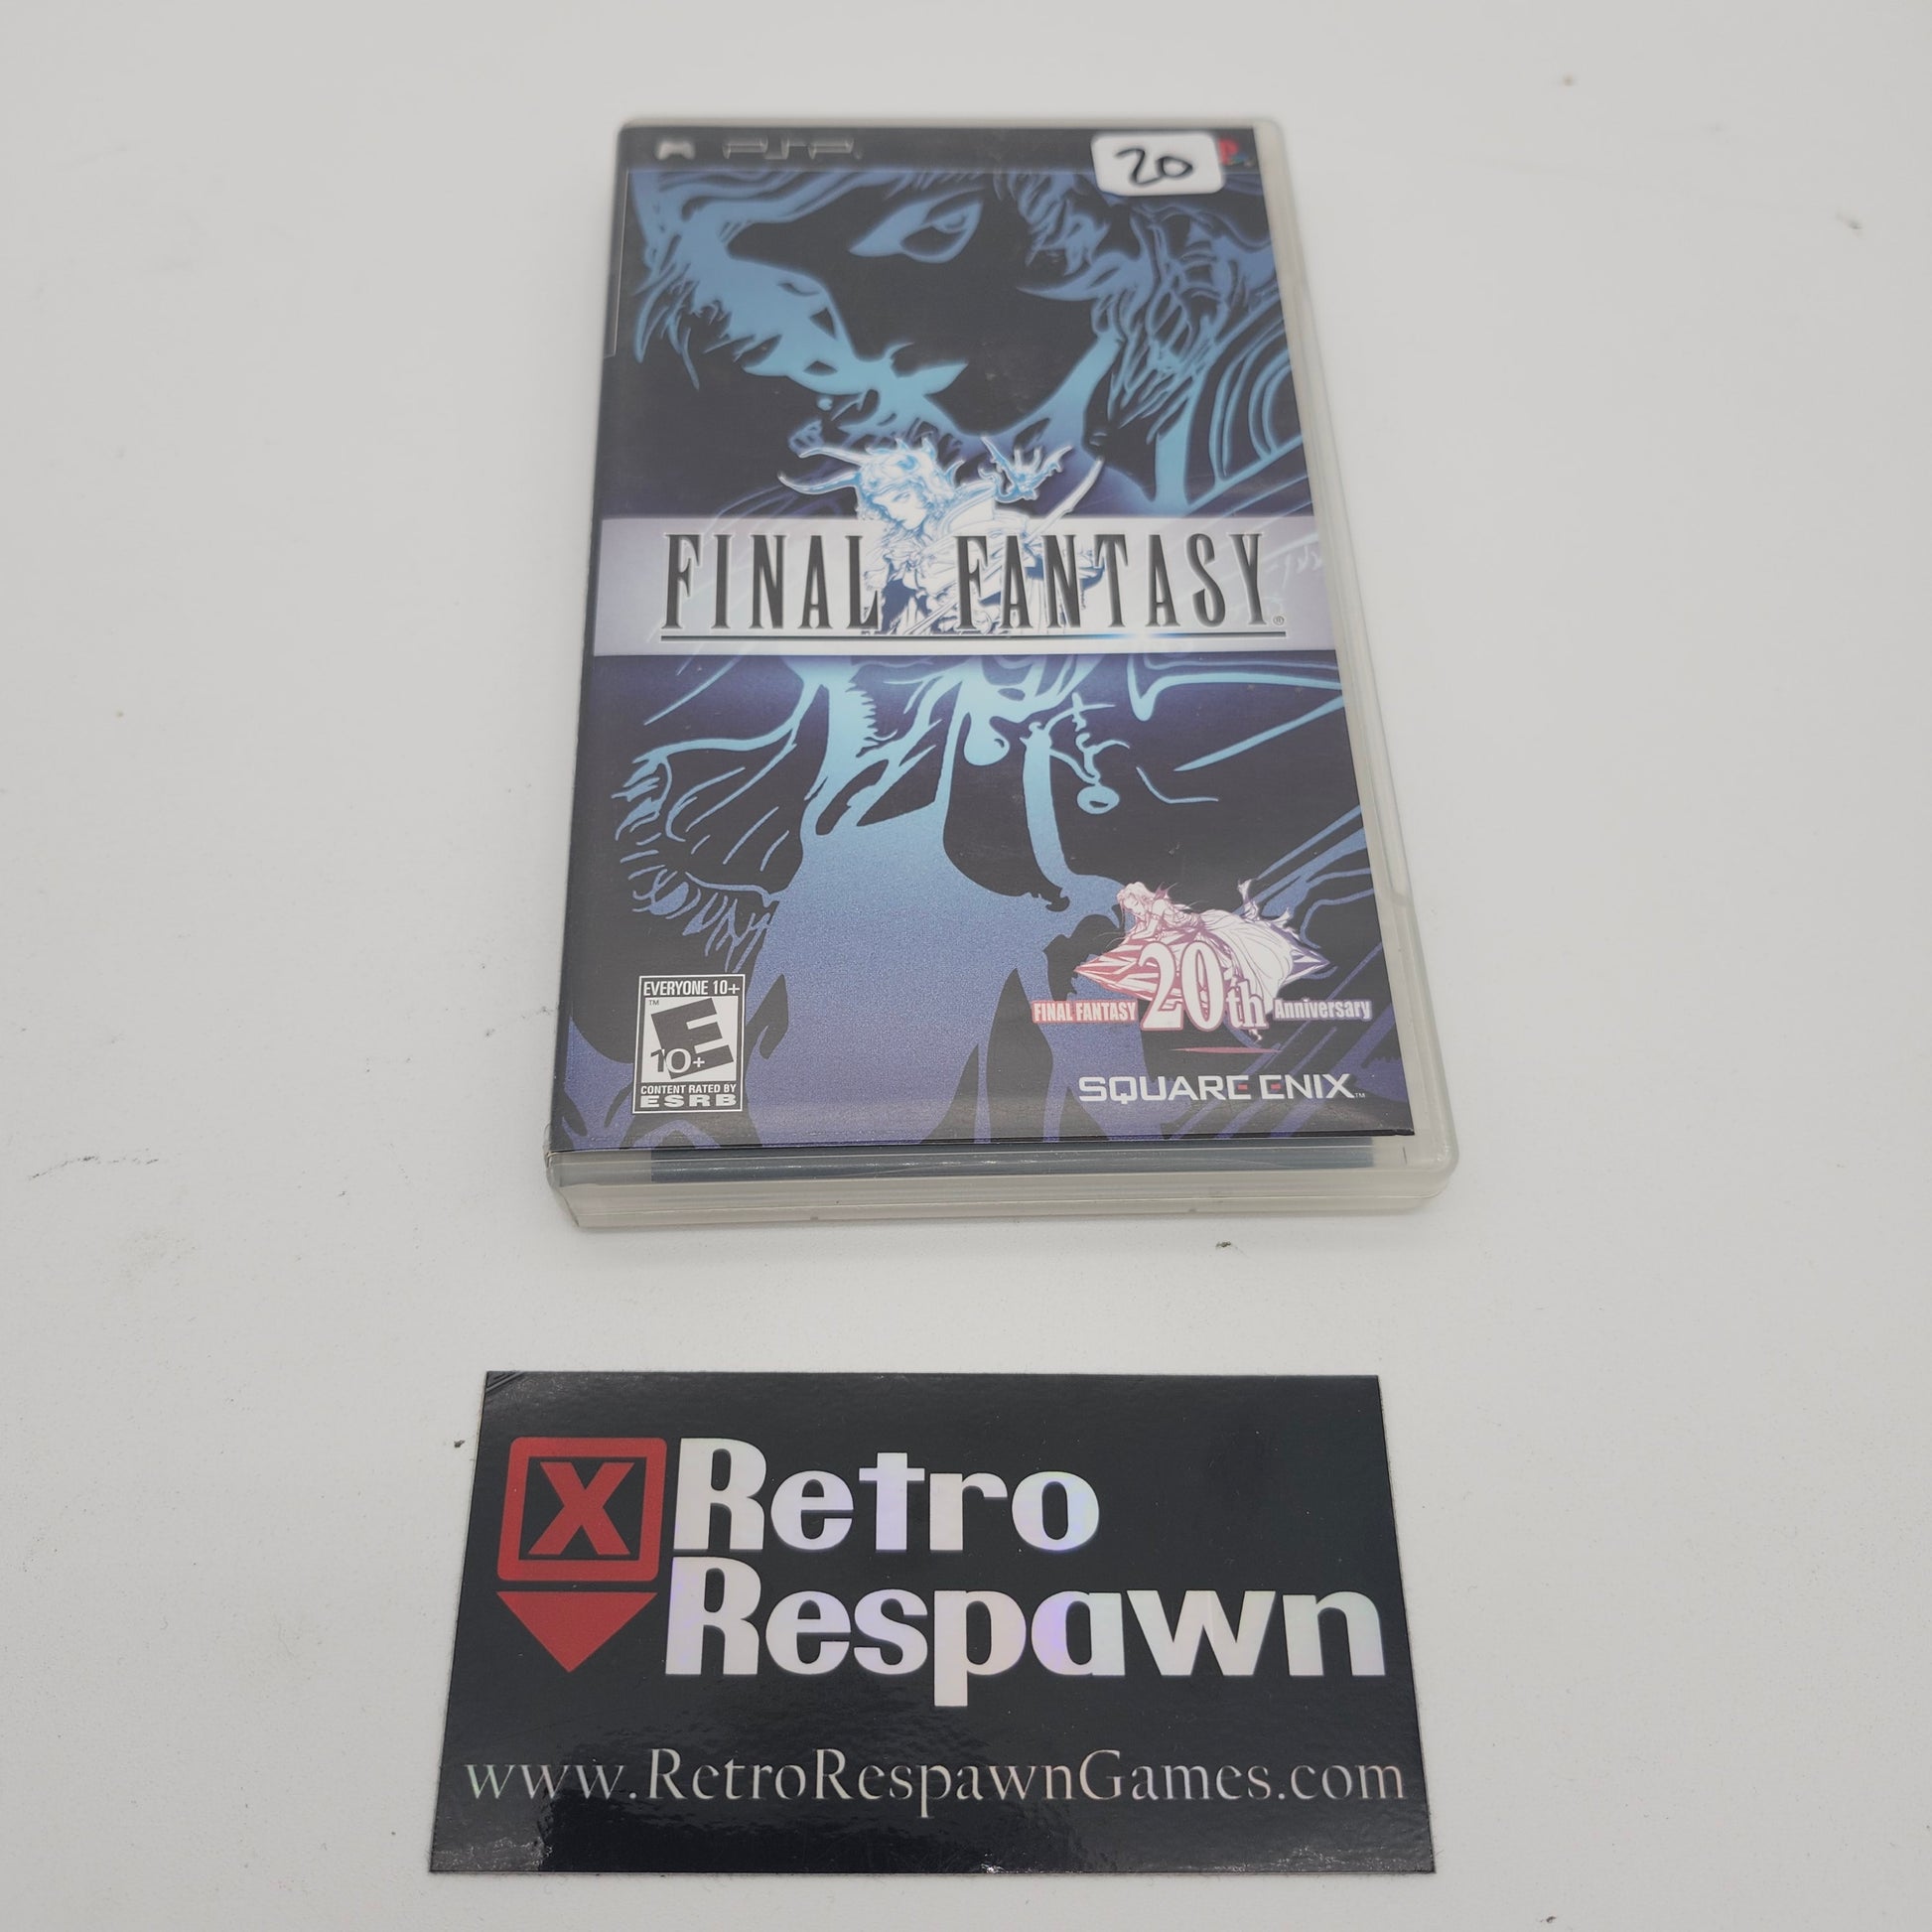 PSP
20
FINAL FANTASY®
EVERYONE 10+
E
10+
CONTENT RATED BY
ESRB
FINAL FANTASY 20th Anniversary
SQUARE ENIX™
X
Retro
Respawn
www.RetroRespawnGames.com